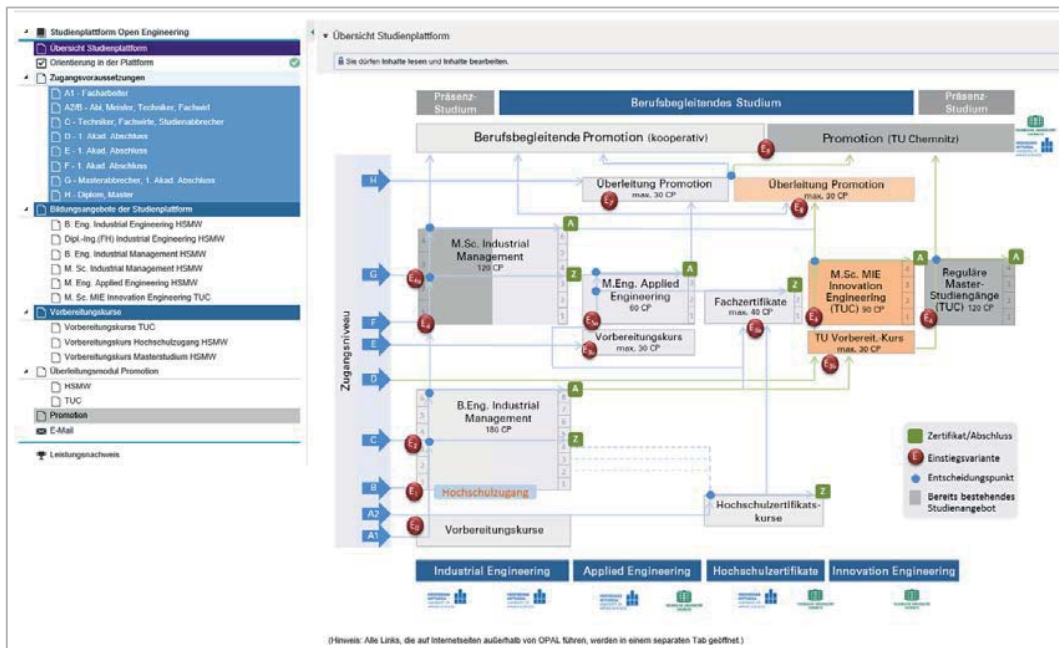 Studienplattform Open Engineering
Übersicht Studienplattform
Orientierung in der Plattform
Zugangsvoraussetzungen
A1 - Facharbeiter
A2/B - Abi, Meister, Techniker, Fachwirt
C - Techniker, Fachwirte, Studienabbrecher
D - 1. Akad. Abschluss
E - 1. Akad. Abschluss
F - 1. Akad. Abschluss
G - Masterabbrecher, 1. Akad. Abschluss
H - Diplom, Master
Bildungsangebote der Studienplattform
B. Eng. Industrial Engineering HSMW
Dipl.-Ing.(FH) Industrial Engineering HSMW
B. Eng. Industrial Management HSMW
M. Sc. Industrial Management HSMW
M. Eng. Applied Engineering HSMW
M. Sc. MIE Innovation Engineering TUC
Vorbereitungskurse
Vorbereitungskurse TUC
Vorbereitungskurs Hochschulzugang HSMW
Vorbereitungskurs Masterstudium HSMW
Überleitungsmodul Promotion
HSMW
TUC
Promotion
E-Mail
Leistungsnachweis
Übersicht Studienplattform
Sie dürfen Inhalte lesen und Inhalte bearbeiten.
Präsenz-
Studium
Berufsbegleitendes Studium
Präsenz-
Studium
Berufsbegleitende Promotion (kooperativ)
Promotion (TU Chemnitz)
Zugangsniveau
H
Überleitung Promotion
max. 30 CP
Überleitung Promotion
max. 30 CP
G
M.Sc. Industrial
Management
120 CP
A
Z
M.Eng. Applied
Engineering
60 CP
A
Fachzertifikate
max. 40 CP
Z
M.Sc. MIE
Innovation
Engineering
(TUC) 90 CP
A
Reguläre
Master-
Studiengänge
(TUC) 120 CP
A
F
E
Vorbereitungskurs
max. 30 CP
TU Vorbereit.-Kurs
max. 30 CP
D
C
B.Eng. Industrial
Management
180 CP
A
Z
B
Hochschulzugang
A2
A1
Vorbereitungskurse
Hochschulzertifikats-
kurse
Z
Zertifikat/Abschluss
E
Einstiegsvariante
Entscheidungspunkt
Bereits bestehendes
Studienangebot
Industrial Engineering
Applied Engineering
Hochschulzertifikate
Innovation Engineering
(Hinweis: Alle Links, die auf Internetseiten außerhalb von OPAL führen, werden in einem separaten Tab geöffnet.)